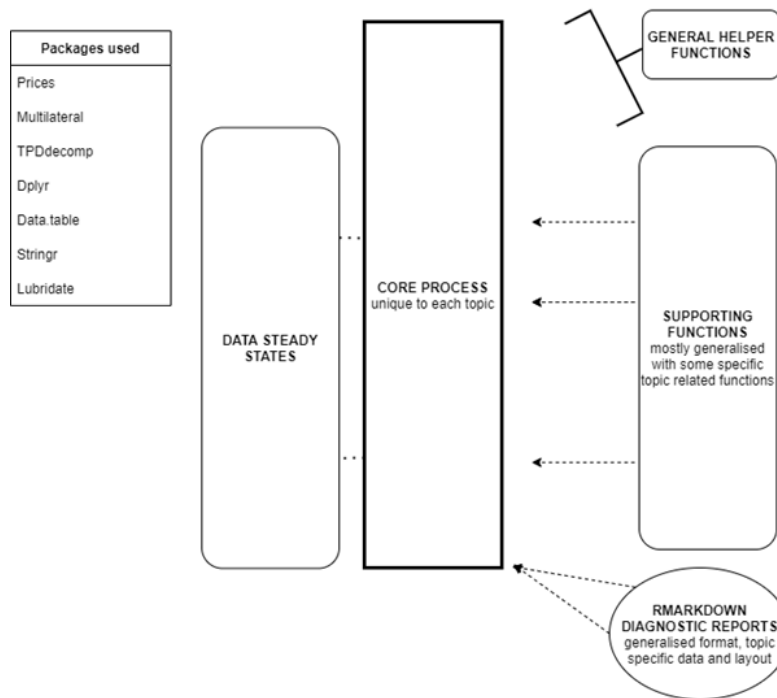 Packages used
Prices
Multilateral
TPDdecomp
Dplyr
Data.table
Stringr
Lubridate
DATA STEADY
STATES
CORE PROCESS
unique to each topic
GENERAL HELPER
FUNCTIONS
SUPPORTING
FUNCTIONS
mostly generalised
with some specific
topic related functions
RMARKDOWN
DIAGNOSTIC REPORTS
generalised format, topic
specific data and layout